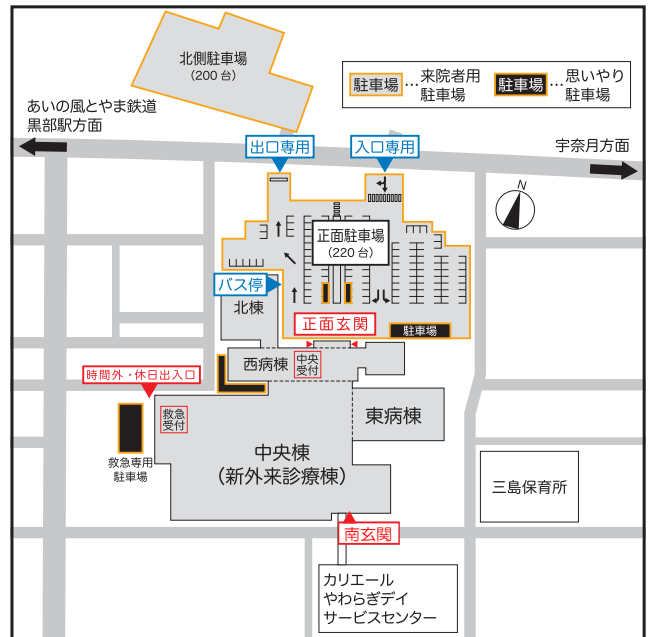 北側駐車場
（200台）
駐車場…来院者用
駐車場
駐車場…思いやり
駐車場
あいの風とやま鉄道
黒部駅方面
宇奈月方面
出口専用
入口専用
N
正面駐車場
（220台）
バス停
北棟
正面玄関
駐車場
西病棟
中央
受付
時間外・休日出入口
救急
受付
東病棟
救急専用
駐車場
中央棟
（新外来診療棟）
三島保育所
南玄関
カリエール
やわらぎデイ
サービスセンター